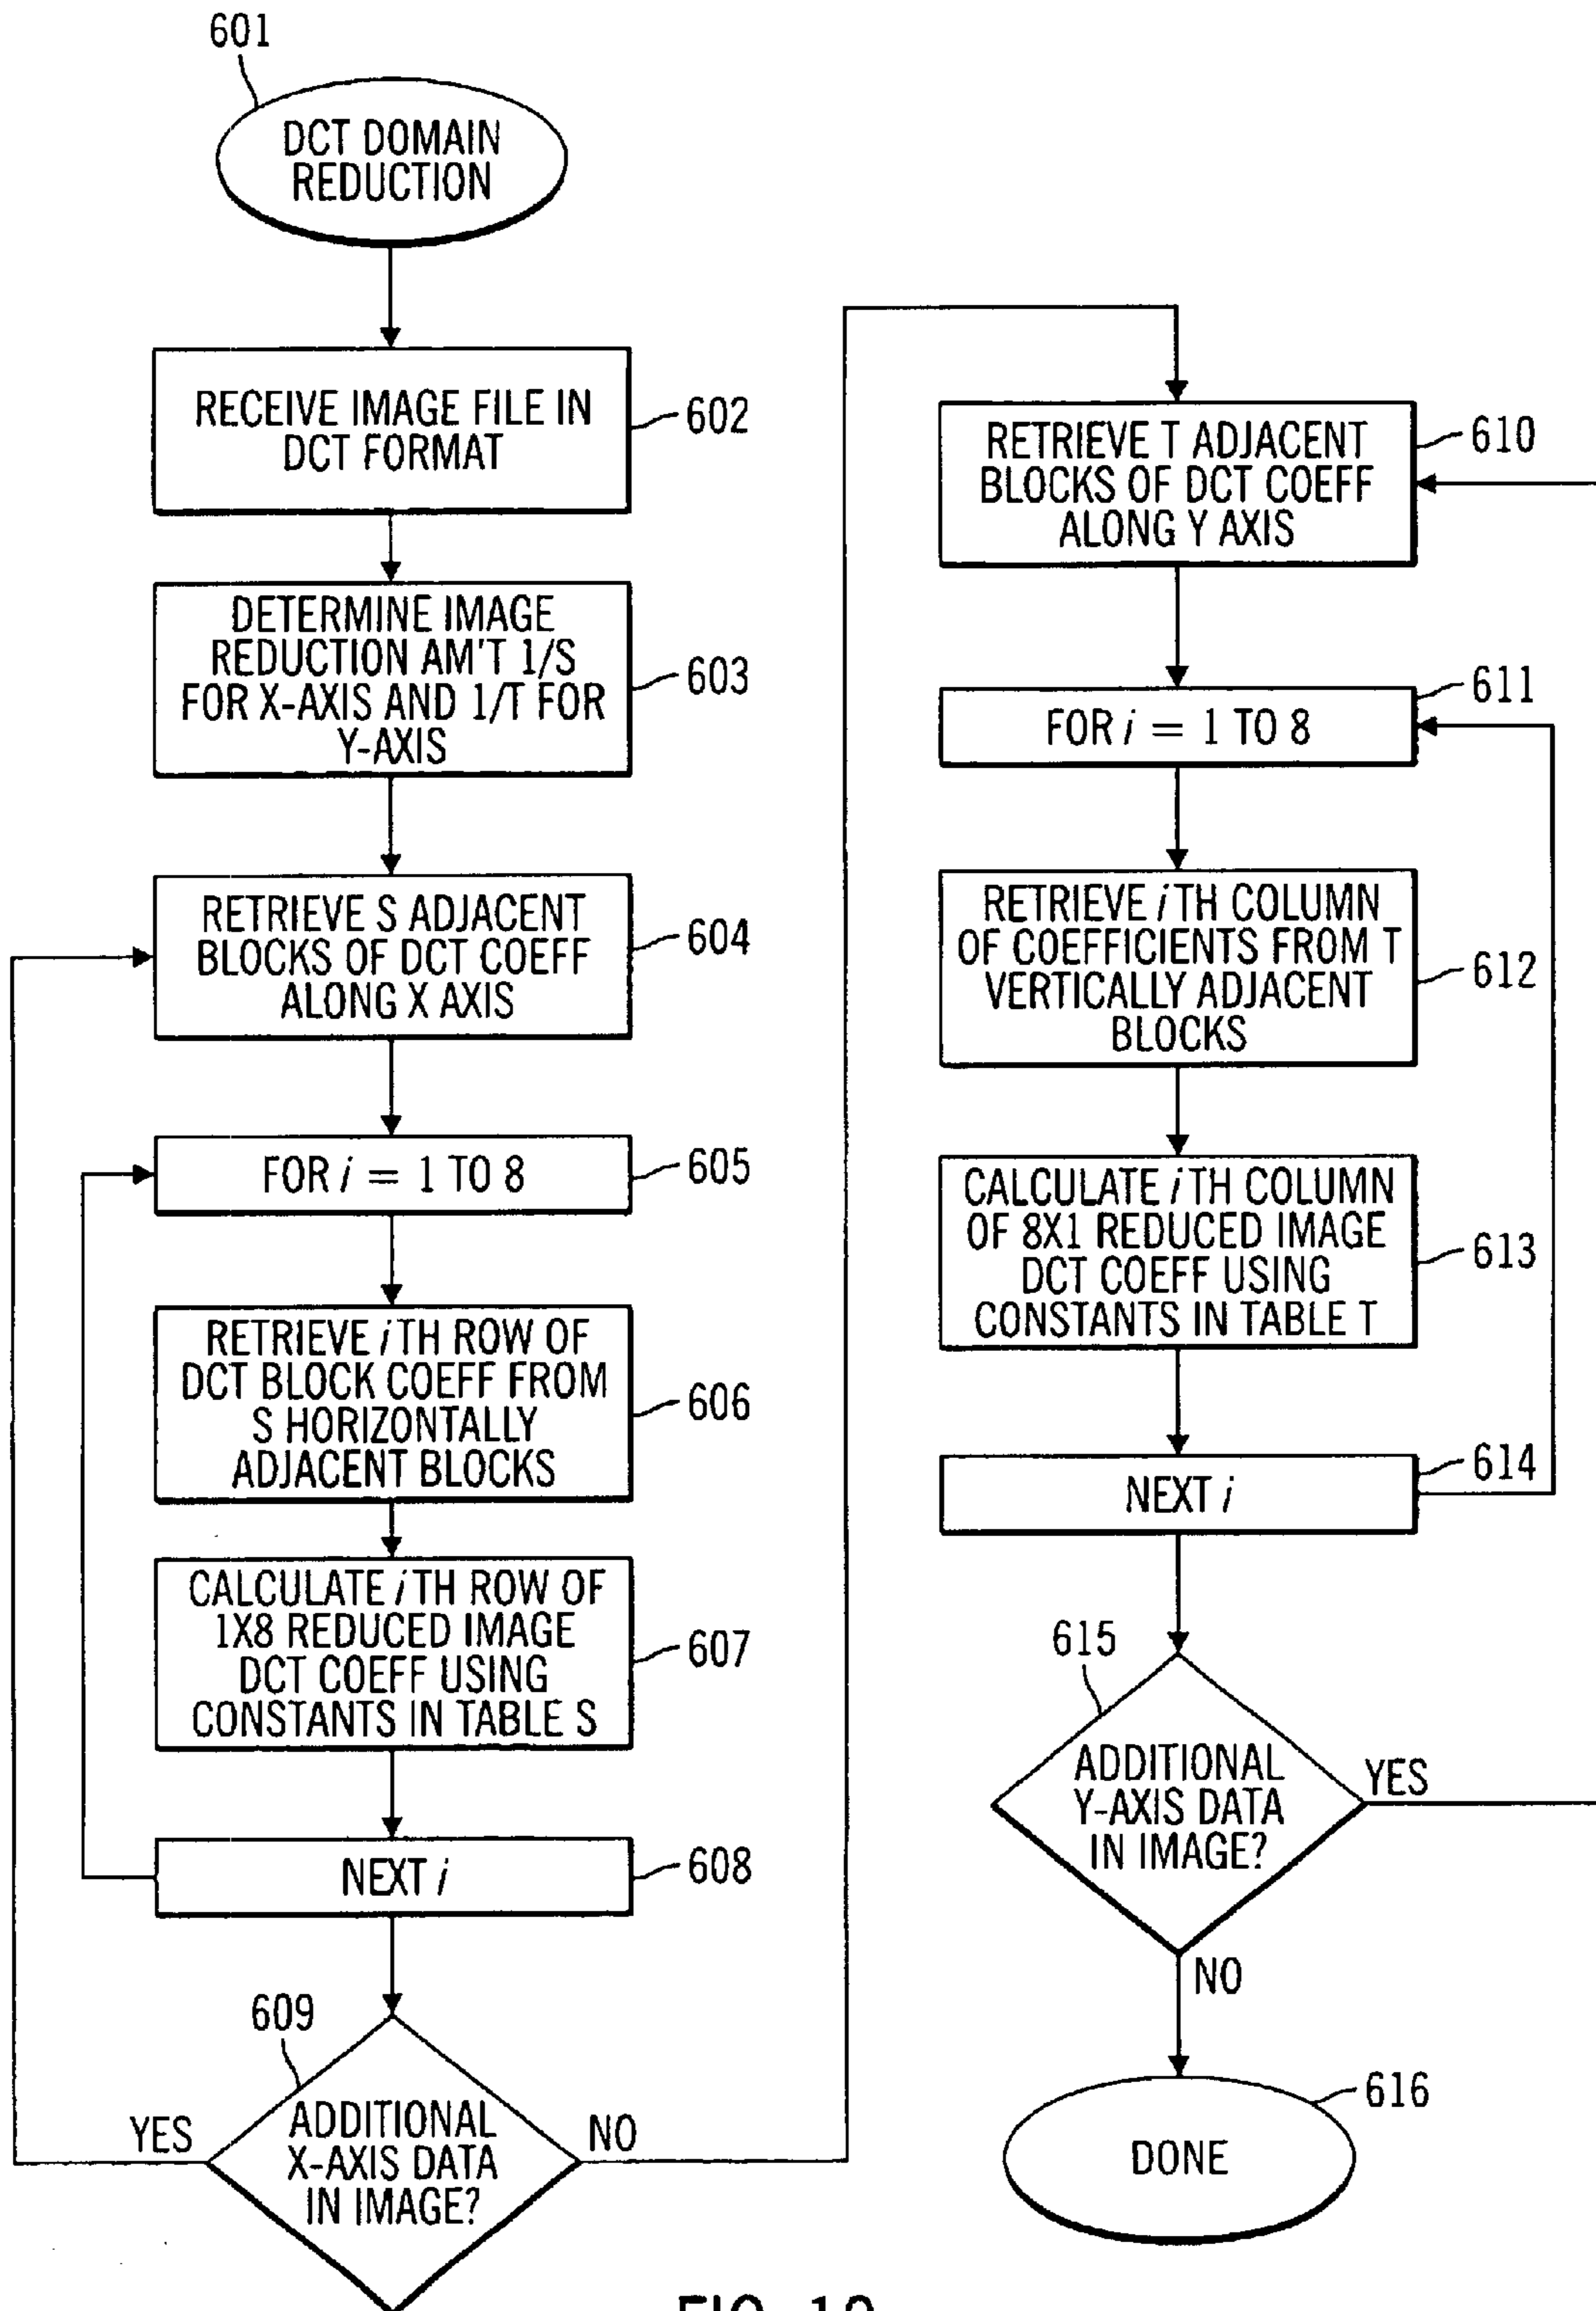 601
DCT DOMAIN
REDUCTION
RECEIVE IMAGE FILE IN
DCT FORMAT
602
DETERMINE IMAGE
REDUCTION AM'T 1/S
FOR X-AXIS AND 1/T FOR
Y-AXIS
603
RETRIEVE S ADJACENT
BLOCKS OF DCT COEFF
ALONG X AXIS
604
FOR i = 1 TO 8
605
RETRIEVE i TH ROW OF
DCT BLOCK COEFF FROM
S HORIZONTALLY
ADJACENT BLOCKS
606
CALCULATE i TH ROW OF
1X8 REDUCED IMAGE
DCT COEFF USING
CONSTANTS IN TABLE S
607
NEXT i
608
609
ADDITIONAL
X-AXIS DATA
IN IMAGE?
YES
NO
RETRIEVE T ADJACENT
BLOCKS OF DCT COEFF
ALONG Y AXIS
610
FOR i = 1 TO 8
611
RETRIEVE i TH COLUMN
OF COEFFICIENTS FROM T
VERTICALLY ADJACENT
BLOCKS
612
CALCULATE i TH COLUMN
OF 8X1 REDUCED IMAGE
DCT COEFF USING
CONSTANTS IN TABLE T
613
NEXT i
614
615
ADDITIONAL
Y-AXIS DATA
IN IMAGE?
YES
NO
DONE
616